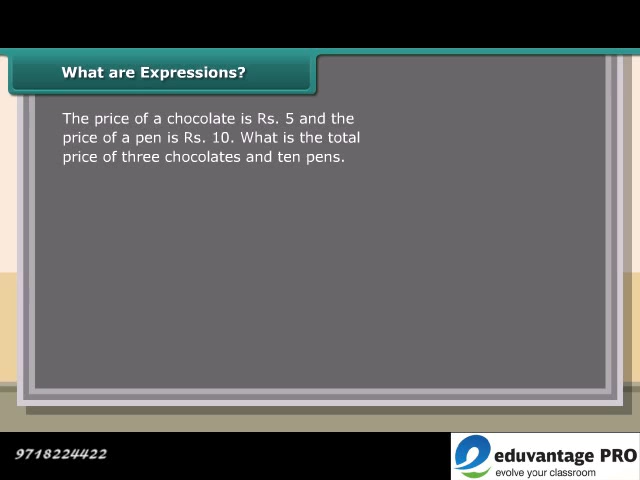 What are Expressions?
The price of a chocolate is Rs. 5 and the
price of a pen is Rs. 10. What is the total
price of three chocolates and ten pens.
9718224422
eduvantage PRO
evolve your classroom